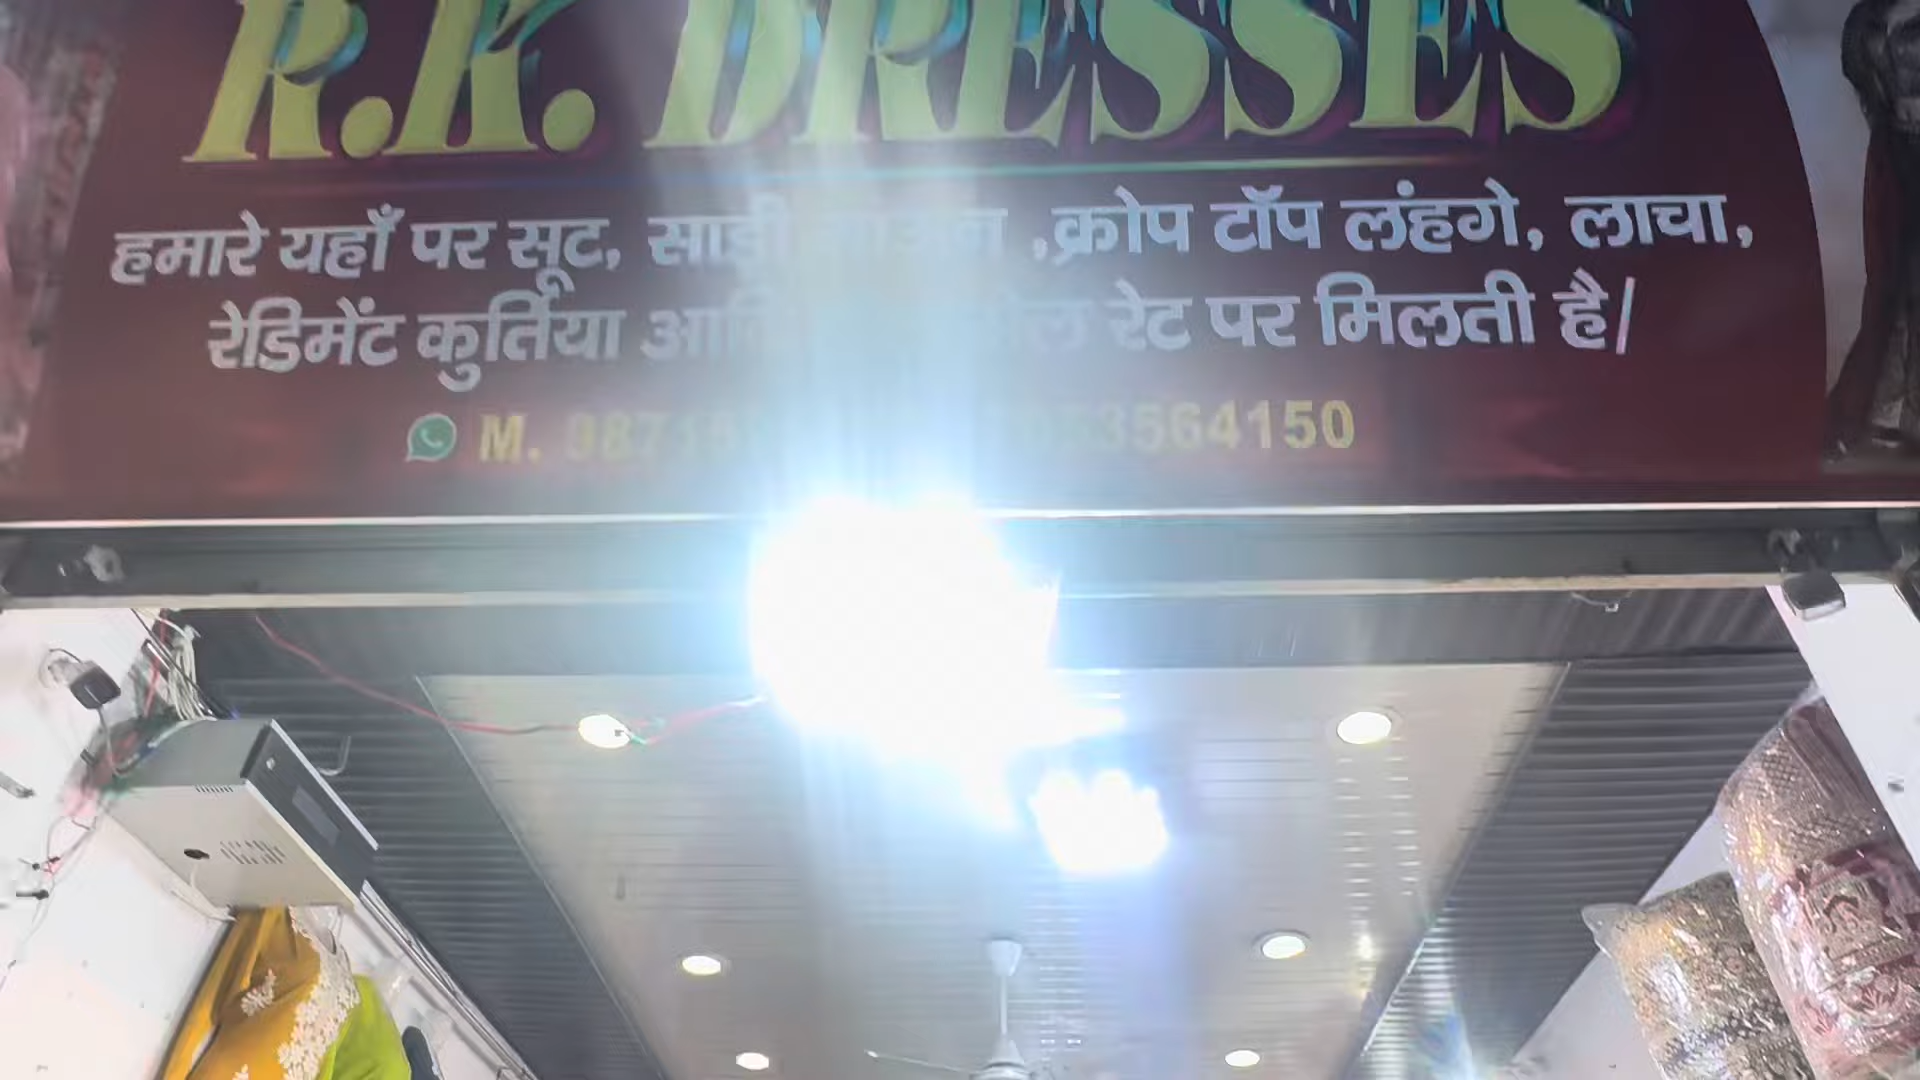 R.K. DRESSES
हमारे यहाँ पर सूट, साड़ी ,क्रोप टॉप लंहगे, लाचा,
रेडिमेंट कुर्तिया रेट पर मिलती है/
M.